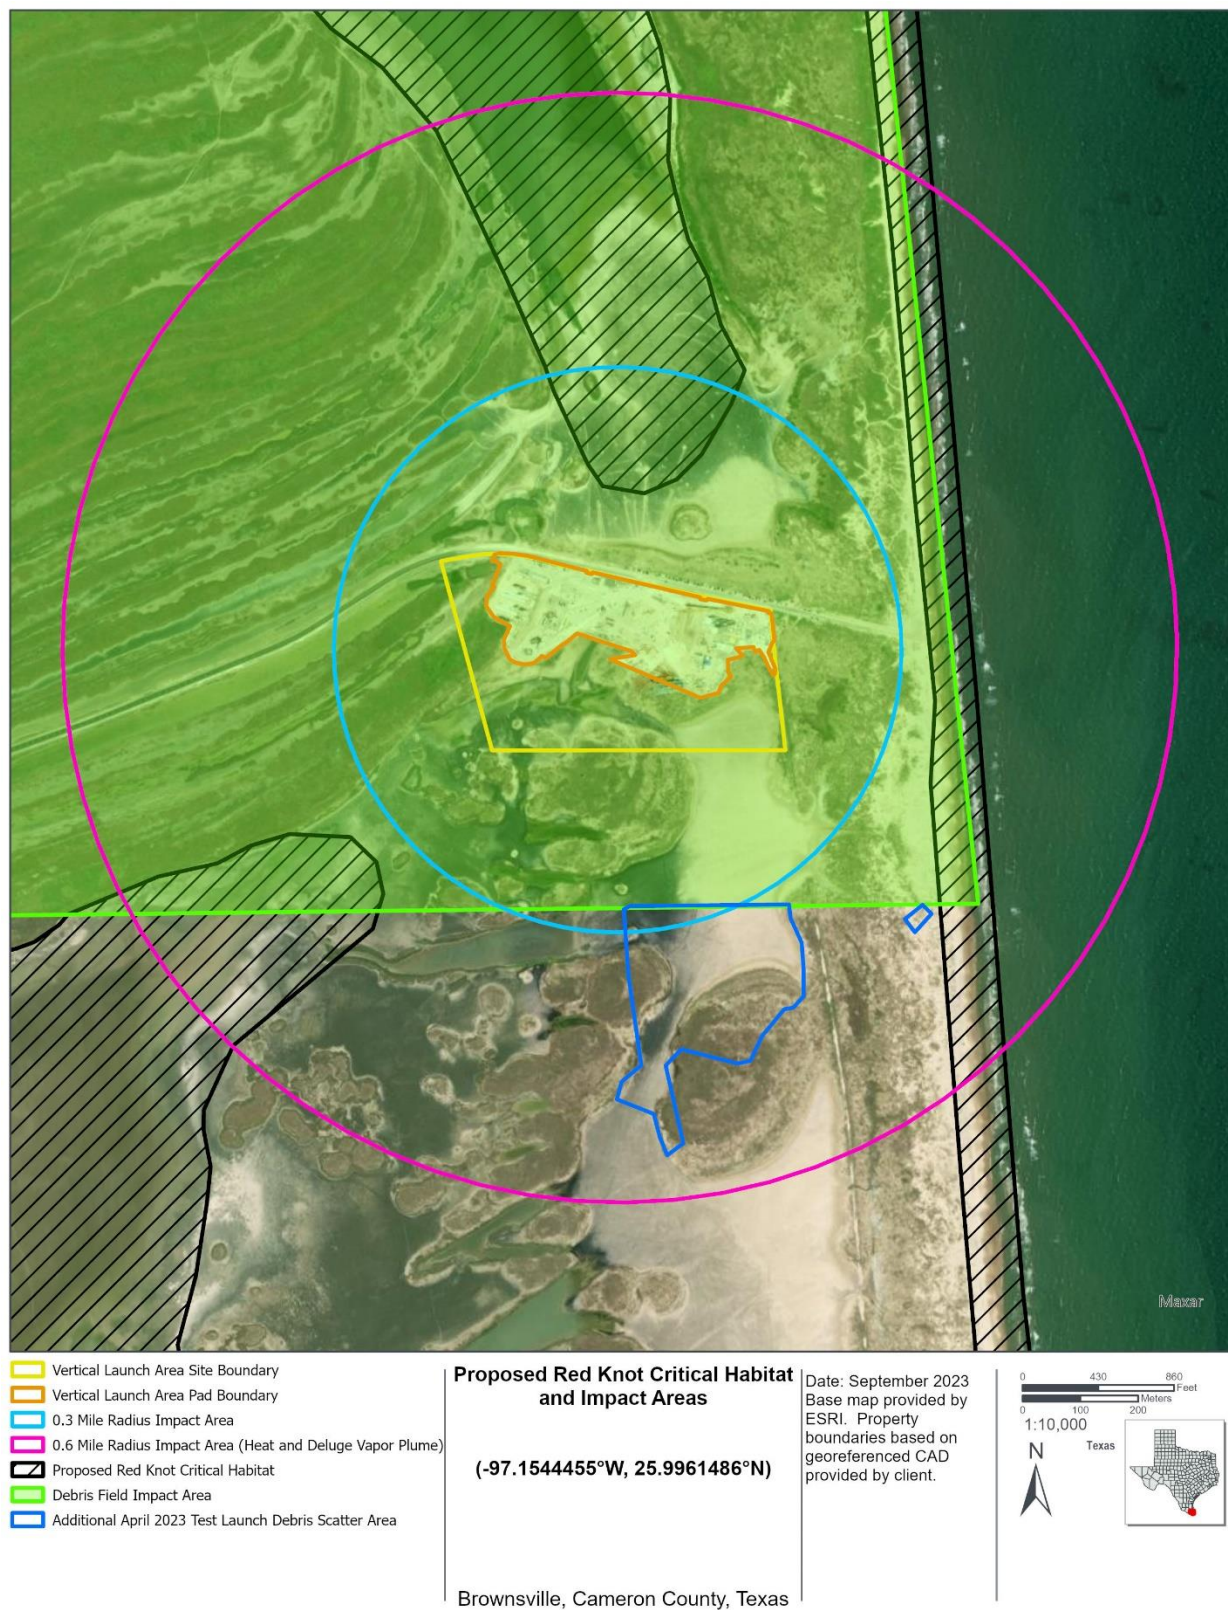 Maxar
Vertical Launch Area Site Boundary
Vertical Launch Area Pad Boundary
0.3 Mile Radius Impact Area
0.6 Mile Radius Impact Area (Heat and Deluge Vapor Plume)
Proposed Red Knot Critical Habitat
Debris Field Impact Area
Additional April 2023 Test Launch Debris Scatter Area
Proposed Red Knot Critical Habitat
and Impact Areas
(-97.1544455°W, 25.9961486°N)
Brownsville, Cameron County, Texas
Date: September 2023
Base map provided by
ESRI. Property
boundaries based on
georeferenced CAD
provided by client.
0 430 860
Feet
Meters
0 100 200
1:10,000
N
Texas